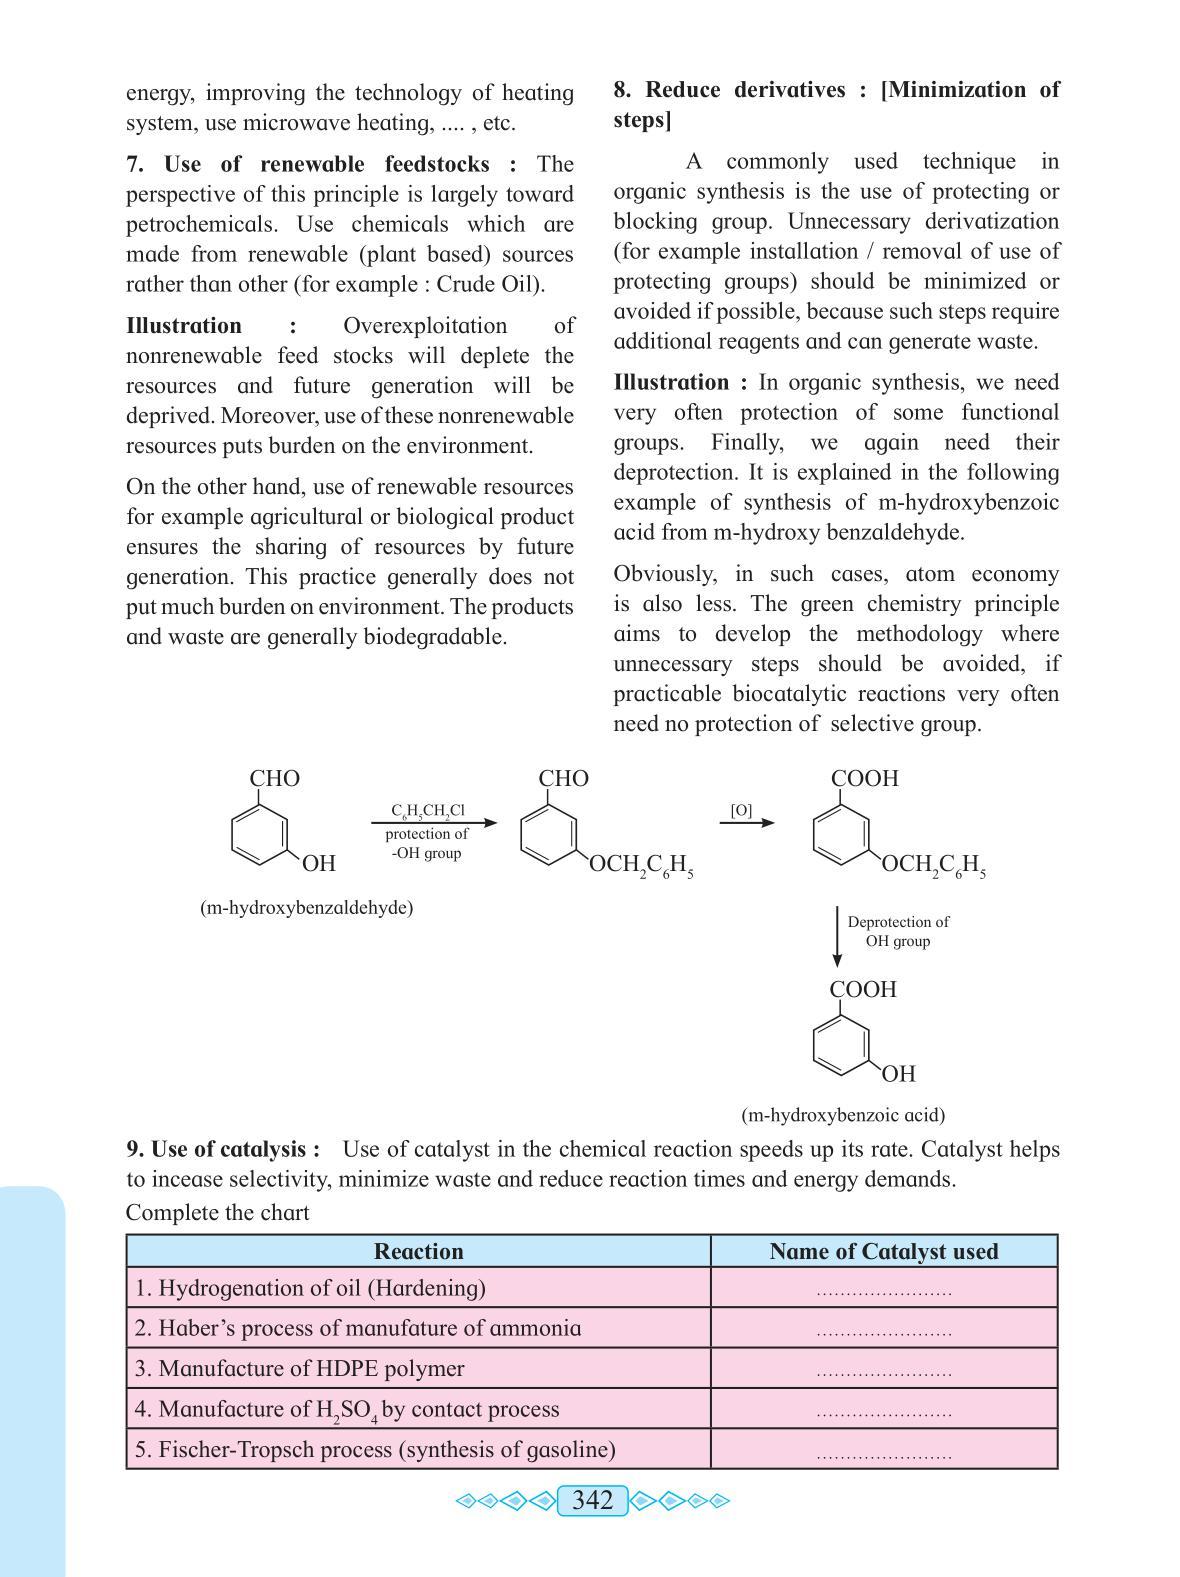 energy, improving the technology of heating
system, use microwave heating, .... , etc.
7. Use of renewable feedstocks : The
perspective of this principle is largely toward
petrochemicals. Use chemicals which are
made from renewable (plant based) sources
rather than other (for example : Crude Oil).
Illustration : Overexploitation of
nonrenewable feed stocks will deplete the
resources and future generation will be
deprived. Moreover, use of these nonrenewable
resources puts burden on the environment.
On the other hand, use of renewable resources
for example agricultural or biological product
ensures the sharing of resources by future
generation. This practice generally does not
put much burden on environment. The products
and waste are generally biodegradable.
8. Reduce derivatives : [Minimization of
steps]
A commonly used technique in
organic synthesis is the use of protecting or
blocking group. Unnecessary derivatization
(for example installation / removal of use of
protecting groups) should be minimized or
avoided if possible, because such steps require
additional reagents and can generate waste.
Illustration : In organic synthesis, we need
very often protection of some functional
groups. Finally, we again need their
deprotection. It is explained in the following
example of synthesis of m-hydroxybenzoic
acid from m-hydroxy benzaldehyde.
Obviously, in such cases, atom economy
is also less. The green chemistry principle
aims to develop the methodology where
unnecessary steps should be avoided, if
practicable biocatalytic reactions very often
need no protection of selective group.
CHO
OH
(m-hydroxybenzaldehyde)
C₆H₅CH₂Cl
protection of
-OH group
CHO
OCH₂C₆H₅
[O]
COOH
OCH₂C₆H₅
Deprotection of
OH group
COOH
OH
(m-hydroxybenzoic acid)
9. Use of catalysis : Use of catalyst in the chemical reaction speeds up its rate. Catalyst helps
to incease selectivity, minimize waste and reduce reaction times and energy demands.
Complete the chart
Reaction Name of Catalyst used
1. Hydrogenation of oil (Hardening) .......................
2. Haber’s process of manufature of ammonia .......................
3. Manufacture of HDPE polymer .......................
4. Manufacture of H₂SO₄ by contact process .......................
5. Fischer-Tropsch process (synthesis of gasoline) .......................
342